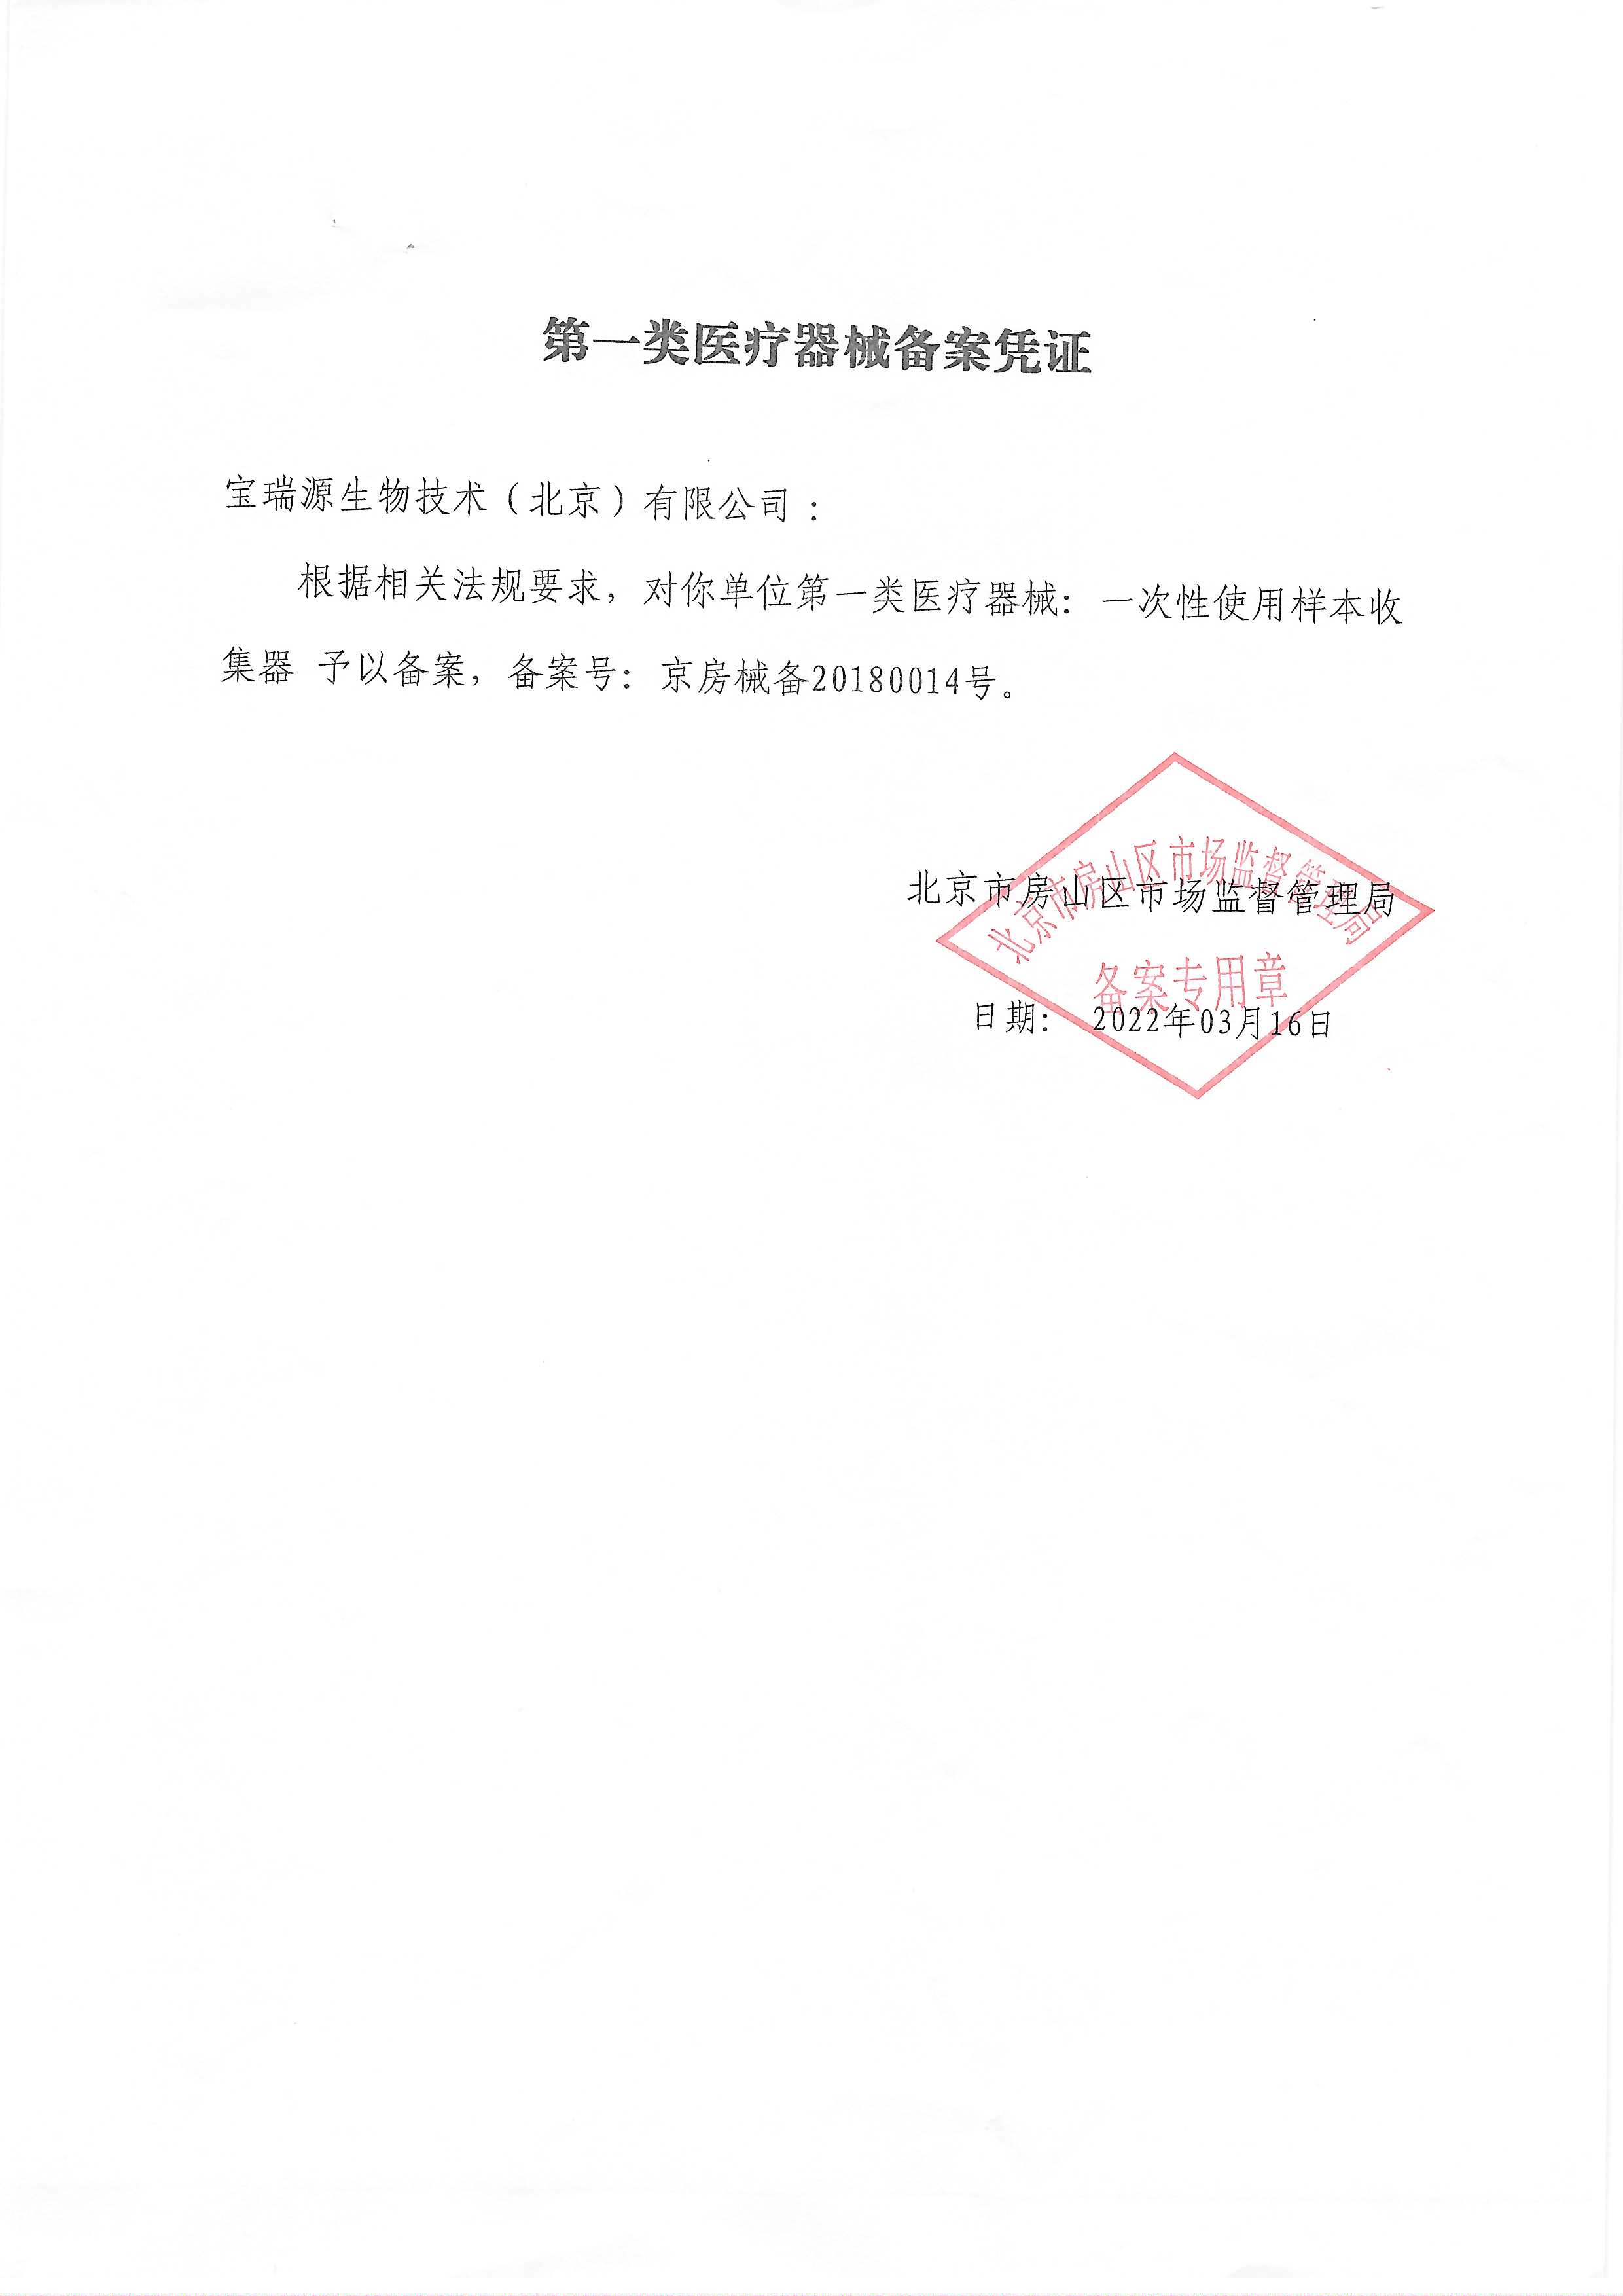 第一类医疗器械备案凭证
宝瑞源生物技术（北京）有限公司：
根据相关法规要求，对你单位第一类医疗器械：一次性使用样本收
集器 予以备案，备案号：京房械备20180014号。
北京市房山区市场监督管理局
北京市房山区市场监督管理局
备案专用章
日期： 2022年03月16日